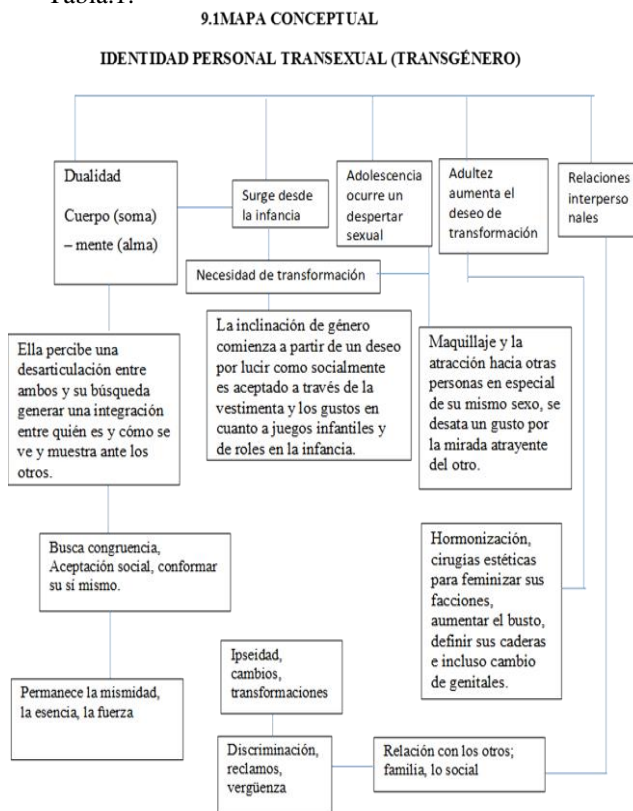 Tabla.1.
9.1MAPA CONCEPTUAL
IDENTIDAD PERSONAL TRANSEXUAL (TRANSGÉNERO)
Dualidad
Cuerpo (soma)
– mente (alma)
Surge desde
la infancia
Adolescencia
ocurre un
despertar
sexual
Adultez
aumenta el
deseo de
transformación
Relaciones
interperso
nales
Necesidad de transformación
Ella percibe una
desarticulación entre
ambos y su búsqueda
generar una integración
entre quién es y cómo se
ve y muestra ante los
otros.
La inclinación de género
comienza a partir de un deseo
por lucir como socialmente
es aceptado a través de la
vestimenta y los gustos en
cuanto a juegos infantiles y
de roles en la infancia.
Maquillaje y la
atracción hacia otras
personas en especial
de su mismo sexo, se
desata un gusto por
la mirada atrayente
del otro.
Busca congruencia,
Aceptación social, conformar
su sí mismo.
Hormonización,
cirugías estéticas
para feminizar sus
facciones,
aumentar el busto,
definir sus caderas
e incluso cambio
de genitales.
Permanece la mismidad,
la esencia, la fuerza
Ipseidad,
cambios,
transformaciones
Discriminación,
reclamos,
vergüenza
Relación con los otros;
familia, lo social